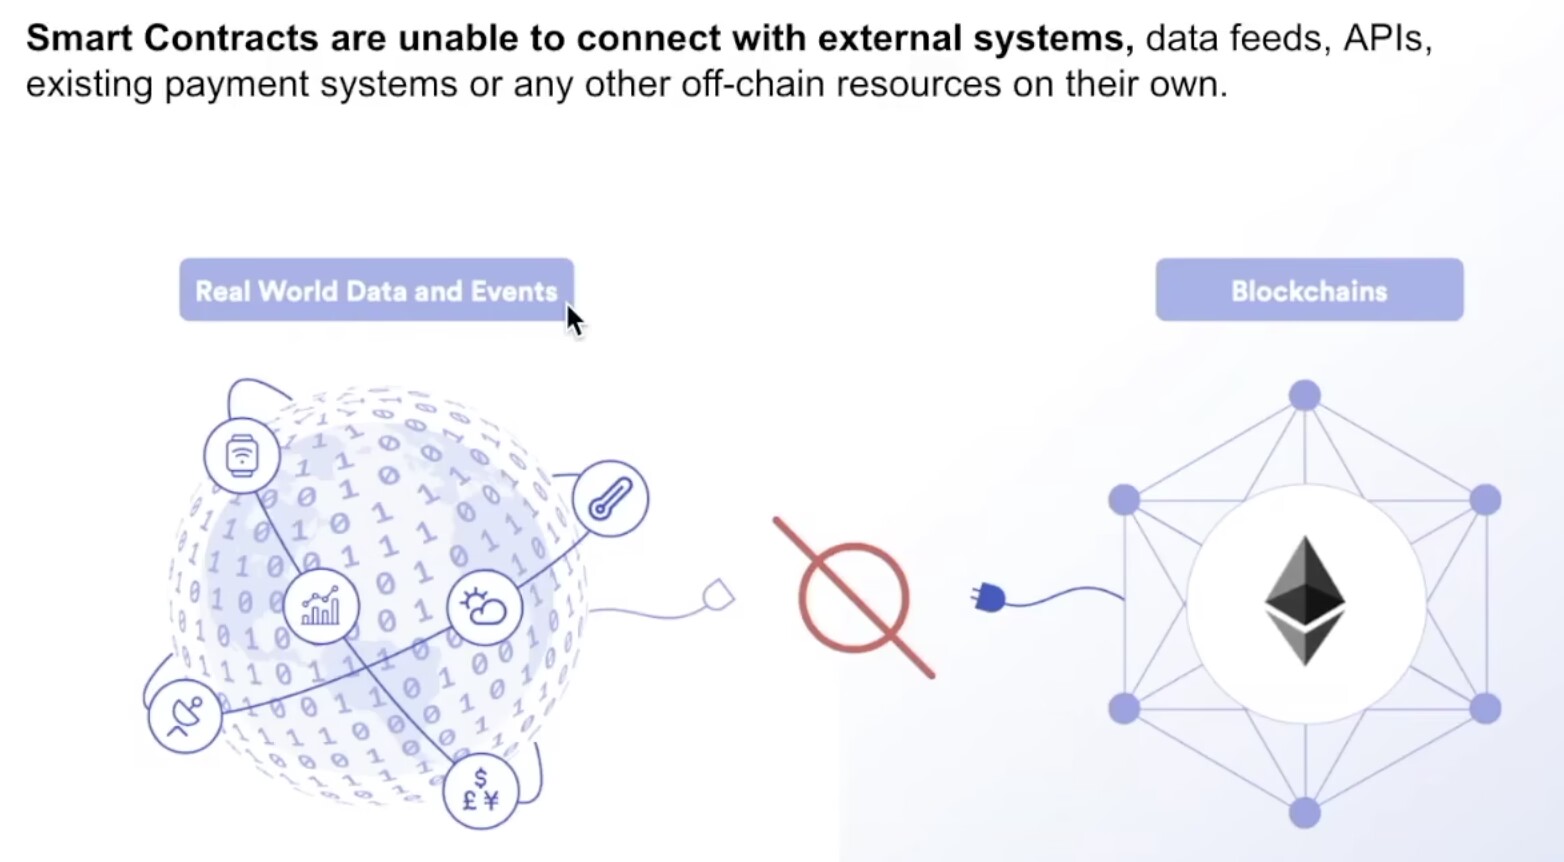 Smart Contracts are unable to connect with external systems, data feeds, APIs,
existing payment systems or any other off-chain resources on their own.
Real World Data and Events
Blockchains
$
£ ¥